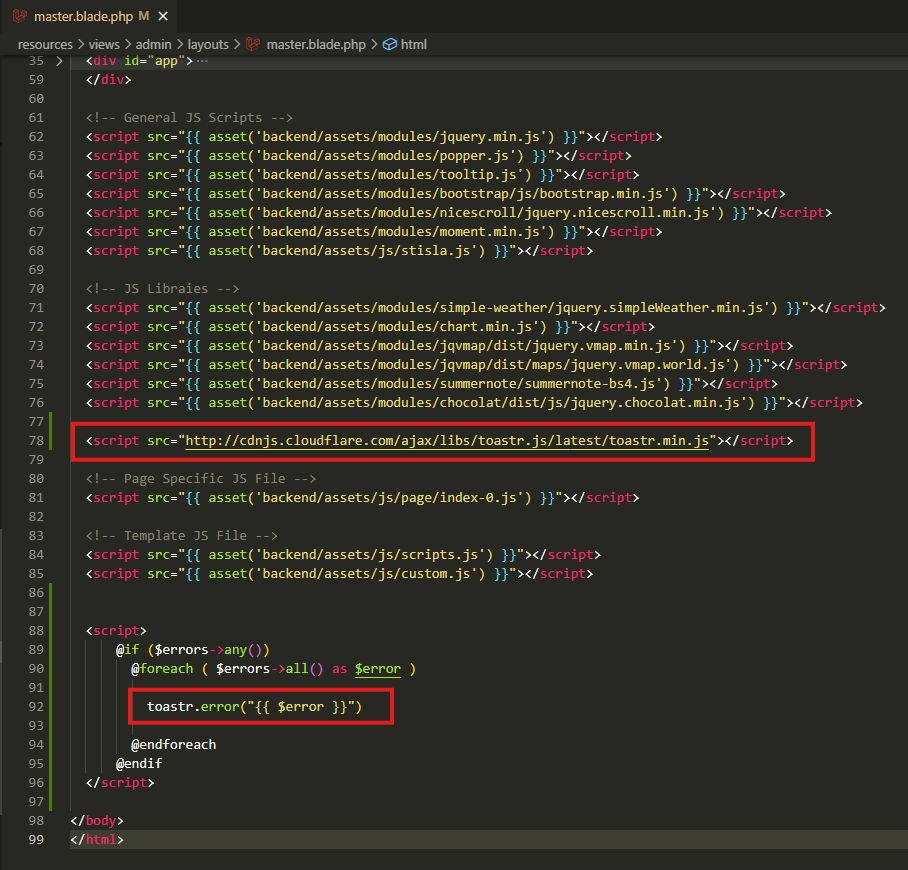 master.blade.php M ×
resources > views > admin > layouts > master.blade.php > html
35 > <div id="app">···
59 </div>
60
61 <!-- General JS Scripts -->
62 <script src="{{ asset('backend/assets/modules/jquery.min.js') }}"></script>
63 <script src="{{ asset('backend/assets/modules/popper.js') }}"></script>
64 <script src="{{ asset('backend/assets/modules/tooltip.js') }}"></script>
65 <script src="{{ asset('backend/assets/modules/bootstrap/js/bootstrap.min.js') }}"></script>
66 <script src="{{ asset('backend/assets/modules/nicescroll/jquery.nicescroll.min.js') }}"></script>
67 <script src="{{ asset('backend/assets/modules/moment.min.js') }}"></script>
68 <script src="{{ asset('backend/assets/js/stisla.js') }}"></script>
69
70 <!-- JS Libraies -->
71 <script src="{{ asset('backend/assets/modules/simple-weather/jquery.simpleWeather.min.js') }}"></script>
72 <script src="{{ asset('backend/assets/modules/chart.min.js') }}"></script>
73 <script src="{{ asset('backend/assets/modules/jqvmap/dist/jquery.vmap.min.js') }}"></script>
74 <script src="{{ asset('backend/assets/modules/jqvmap/dist/maps/jquery.vmap.world.js') }}"></script>
75 <script src="{{ asset('backend/assets/modules/summernote/summernote-bs4.js') }}"></script>
76 <script src="{{ asset('backend/assets/modules/chocolat/dist/js/jquery.chocolat.min.js') }}"></script>
77
78 <script src="http://cdnjs.cloudflare.com/ajax/libs/toastr.js/latest/toastr.min.js"></script>
79
80 <!-- Page Specific JS File -->
81 <script src="{{ asset('backend/assets/js/page/index-0.js') }}"></script>
82
83 <!-- Template JS File -->
84 <script src="{{ asset('backend/assets/js/scripts.js') }}"></script>
85 <script src="{{ asset('backend/assets/js/custom.js') }}"></script>
86
87
88 <script>
89 @if ($errors->any())
90 @foreach ( $errors->all() as $error )
91
92 toastr.error("{{ $error }}")
93
94 @endforeach
95 @endif
96 </script>
97
98 </body>
99 </html>